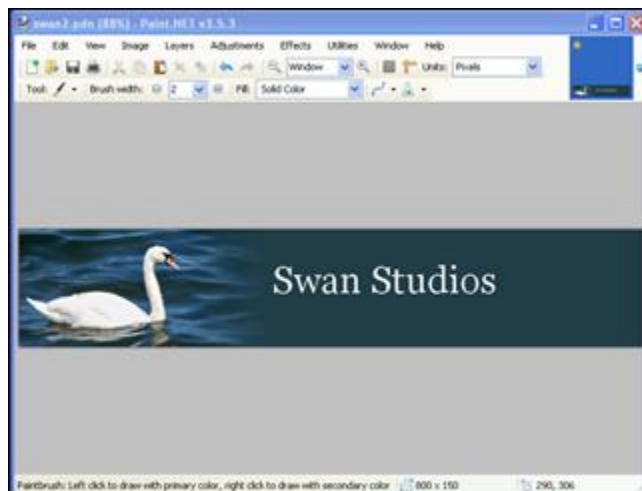 swan2.pdn (88%) - Paint.NET v3.5.3
File Edit View Image Layers Adjustments Effects Utilities Window Help
Window Units: Pixels
Tool: Brush width: 2 Fill: Solid Color
Swan Studios
Paintbrush: Left click to draw with primary color, right click to draw with secondary color 800 x 150 290, 306